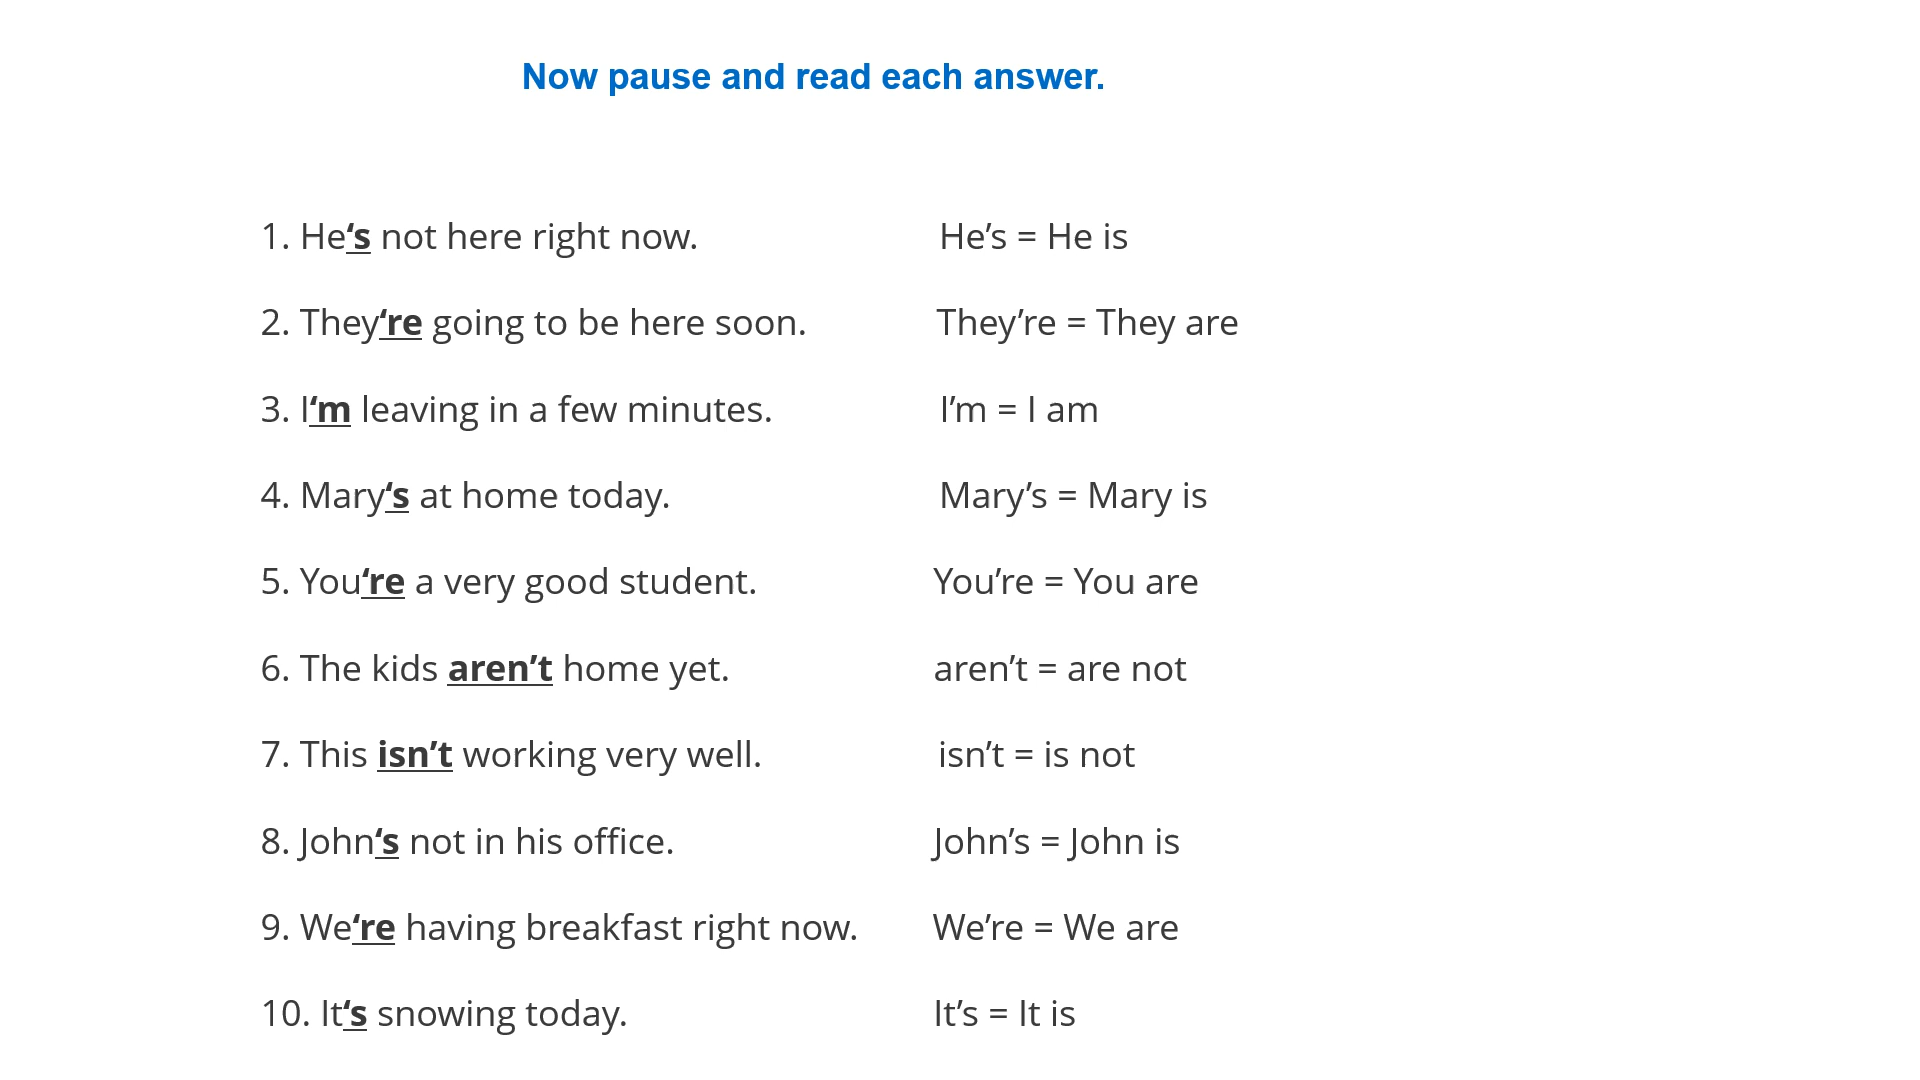 Now pause and read each answer.
1. He‘s not here right now. He’s = He is
2. They‘re going to be here soon. They’re = They are
3. I‘m leaving in a few minutes. I’m = I am
4. Mary‘s at home today. Mary’s = Mary is
5. You‘re a very good student. You’re = You are
6. The kids aren’t home yet. aren’t = are not
7. This isn’t working very well. isn’t = is not
8. John‘s not in his office. John’s = John is
9. We‘re having breakfast right now. We’re = We are
10. It‘s snowing today. It’s = It is